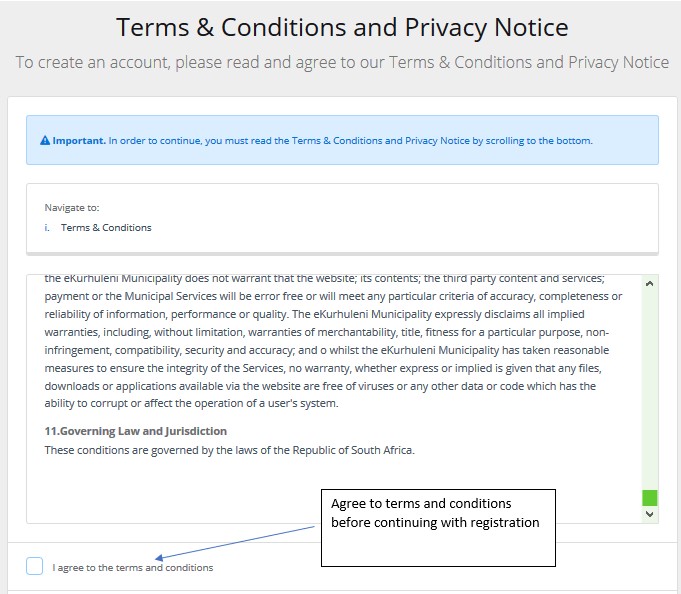 Terms & Conditions and Privacy Notice
To create an account, please read and agree to our Terms & Conditions and Privacy Notice
Important. In order to continue, you must read the Terms & Conditions and Privacy Notice by scrolling to the bottom.
Navigate to:
i. Terms & Conditions
the eKurhuleni Municipality does not warrant that the website; its contents; the third party content and services;
payment or the Municipal Services will be error free or will meet any particular criteria of accuracy, completeness or
reliability of information, performance or quality. The eKurhuleni Municipality expressly disclaims all implied
warranties, including, without limitation, warranties of merchantability, title, fitness for a particular purpose, non-
infringement, compatibility, security and accuracy; and o whilst the eKurhuleni Municipality has taken reasonable
measures to ensure the integrity of the Services, no warranty, whether express or implied is given that any files,
downloads or applications available via the website are free of viruses or any other data or code which has the
ability to corrupt or affect the operation of a user's system.
11.Governing Law and Jurisdiction
These conditions are governed by the laws of the Republic of South Africa.
Agree to terms and conditions
before continuing with registration
I agree to the terms and conditions